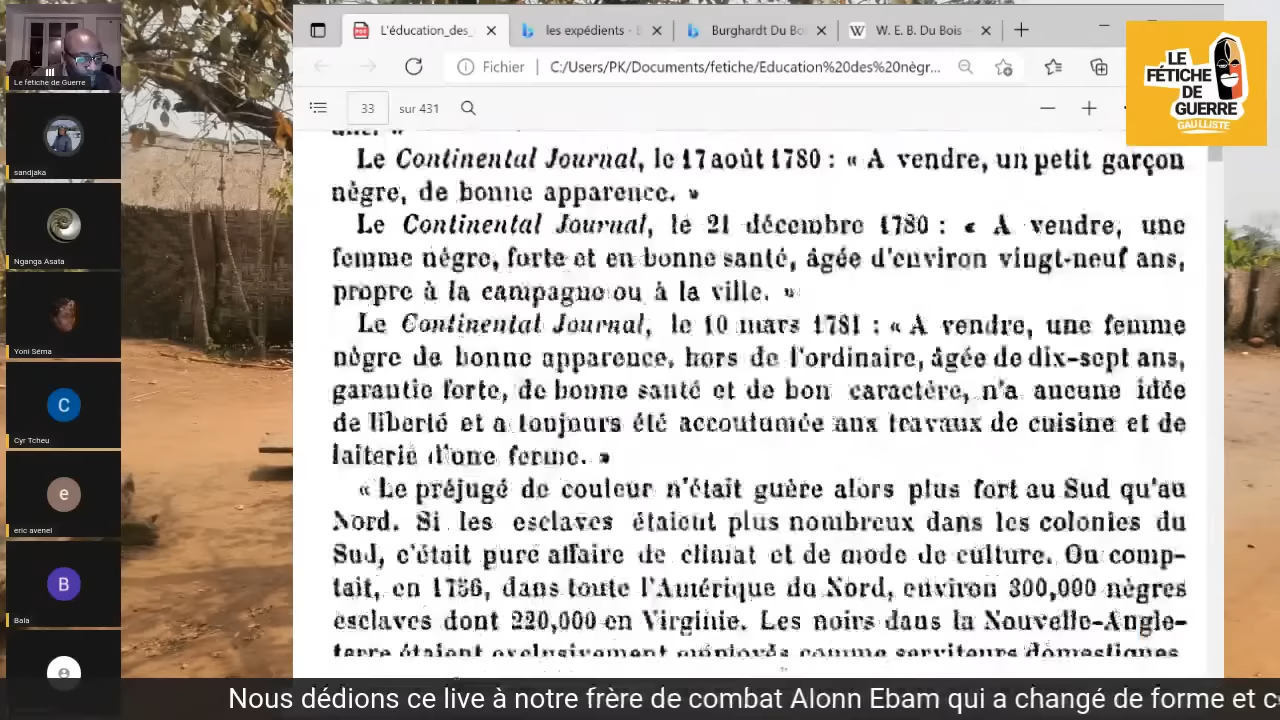 Le fétiche de Guerre
sandjaka
Nganga Asata
Yoni Séma
C
Cyr Tcheu
e
eric avenel
B
Bala
L'éducation_des_
les expédients - B
Burghardt Du Bo
W. E. B. Du Bois
Fichier
C:/Users/PK/Documents/fetiche/Education%20des%20nègr...
33
sur 431
LE
FÉTICHE
DE
GUERRE
GAULLISTE
Le Continental Journal, le 17 août 1780 : « A vendre, un petit garçon
nègre, de bonne apparence. »
Le Continental Journal, le 21 décembre 1780 : « A vendre, une
femme nègre, forte et en bonne santé, âgée d'environ vingt-neuf ans,
propre à la campagne ou à la ville. »
Le Continental Journal, le 10 mars 1781 : « A vendre, une femme
nègre de bonne apparence, hors de l'ordinaire, âgée de dix-sept ans,
garantie forte, de bonne santé et de bon caractère, n'a aucune idée
de liberté et a toujours été accoutumée aux travaux de cuisine et de
laiterie d'une ferme. »
« Le préjugé de couleur n'était guère alors plus fort au Sud qu'au
Nord. Si les esclaves étaient plus nombreux dans les colonies du
Sud, c'était pure affaire de climat et de mode de culture. On comp-
tait, en 1756, dans toute l'Amérique du Nord, environ 300,000 nègres
esclaves dont 220,000 en Virginie. Les noirs dans la Nouvelle-Angle-
terre étaient exclusivement employés comme serviteurs domestiques
Nous dédions ce live à notre frère de combat Alonn Ebam qui a changé de forme et c